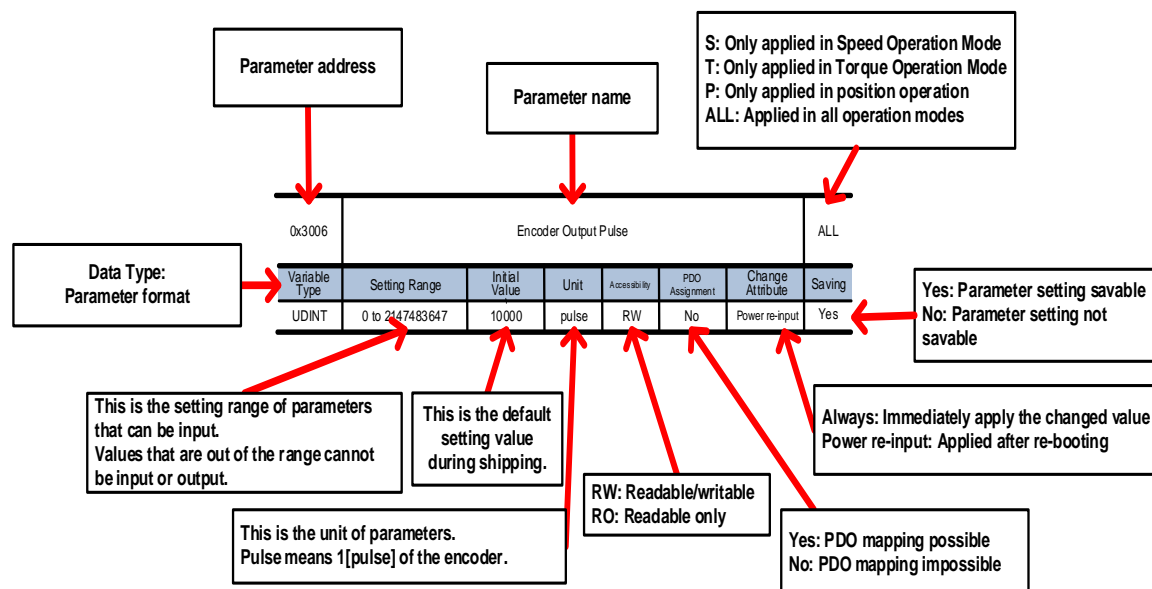 Parameter address
Parameter name
S: Only applied in Speed Operation Mode
T: Only applied in Torque Operation Mode
P: Only applied in position operation
ALL: Applied in all operation modes
0x3006
Encoder Output Pulse
ALL
Data Type:
Parameter format
Variable
Type
Setting Range
Initial
Value
Unit
Accessibility
PDO
Assignment
Change
Attribute
Saving
UDINT
0 to 2147483647
10000
pulse
RW
No
Power re-input
Yes
Yes: Parameter setting savable
No: Parameter setting not
savable
This is the setting range of parameters
that can be input.
Values that are out of the range cannot
be input or output.
This is the default
setting value
during shipping.
Always: Immediately apply the changed value
Power re-input: Applied after re-booting
RW: Readable/writable
RO: Readable only
This is the unit of parameters.
Pulse means 1[pulse] of the encoder.
Yes: PDO mapping possible
No: PDO mapping impossible